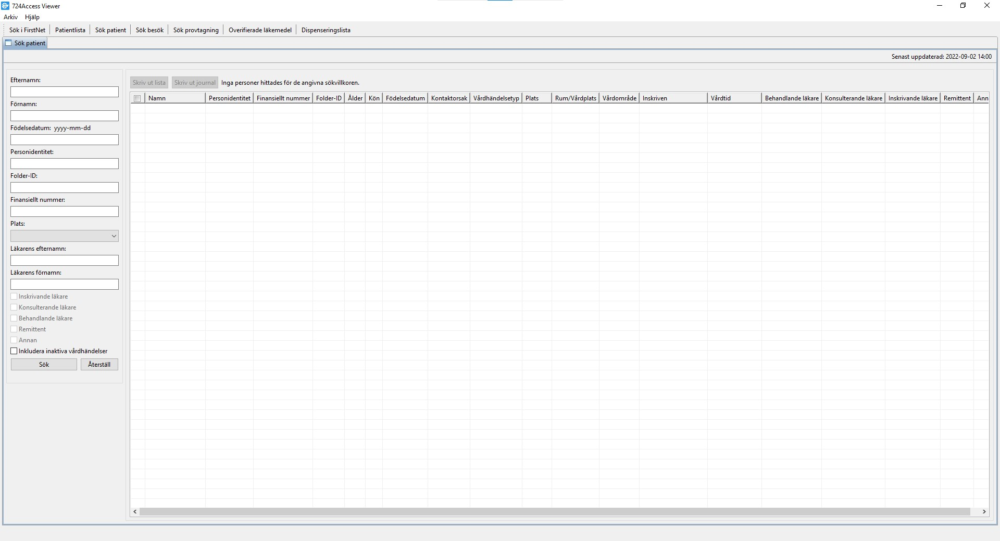 724Access Viewer
Arkiv Hjälp
Sök i FirstNet Patientlista Sök patient Sök besök Sök provtagning Overifierade läkemedel Dispenseringslista
Sök patient
Senast uppdaterad: 2022-09-02 14:00
Efternamn:
Förnamn:
Födelsedatum: yyyy-mm-dd
Personidentitet:
Folder-ID:
Finansiellt nummer:
Plats:
Läkarens efternamn:
Läkarens förnamn:
Inskrivande läkare
Konsulterande läkare
Behandlande läkare
Remittent
Annan
Inkludera inaktiva vårdhändelser
Sök Återställ
Skriv ut lista Skriv ut journal Inga personer hittades för de angivna sökvillkoren.
Namn Personidentitet Finansiellt nummer Folder-ID Ålder Kön Födelsedatum Kontaktorsak Vårdhändelsetyp Plats Rum/Vårdplats Vårdområde Inskriven Vårdtid Behandlande läkare Konsulterande läkare Inskrivande läkare Remittent Ann